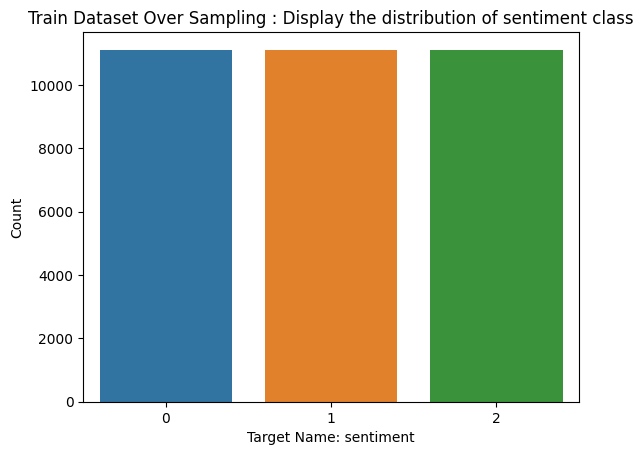 Train Dataset Over Sampling : Display the distribution of sentiment class
10000
8000
6000
4000
2000
0
Count
0 1 2
Target Name: sentiment